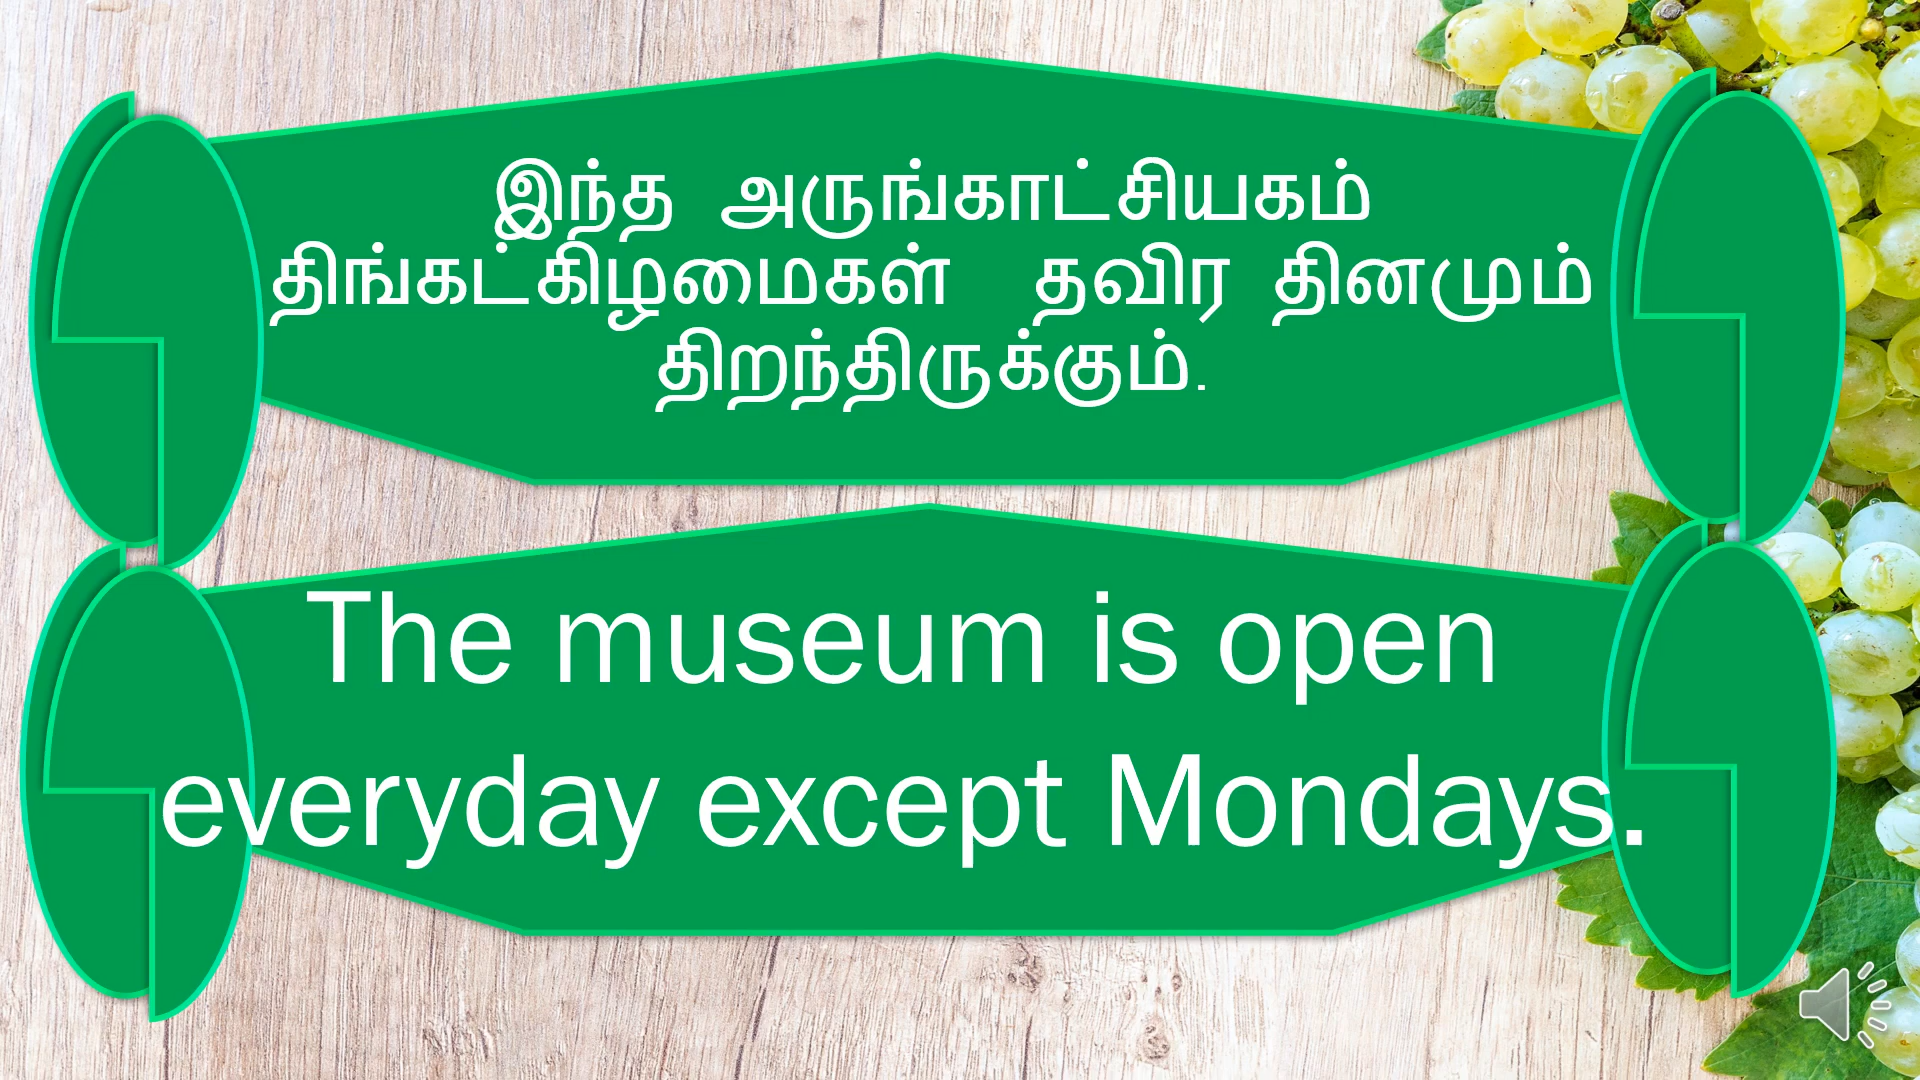 இந்த அருங்காட்சியகம்
திங்கட்கிழமைகள் தவிர தினமும்
திறந்திருக்கும்.
The museum is open
everyday except Mondays.